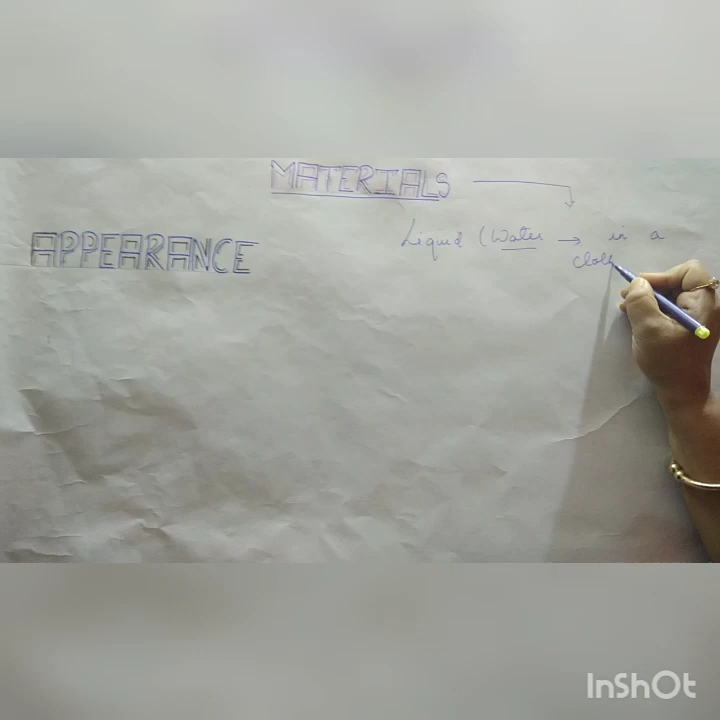 MATERIALS
APPEARANCE
Liquid (Water → in a
cloth
InShOt